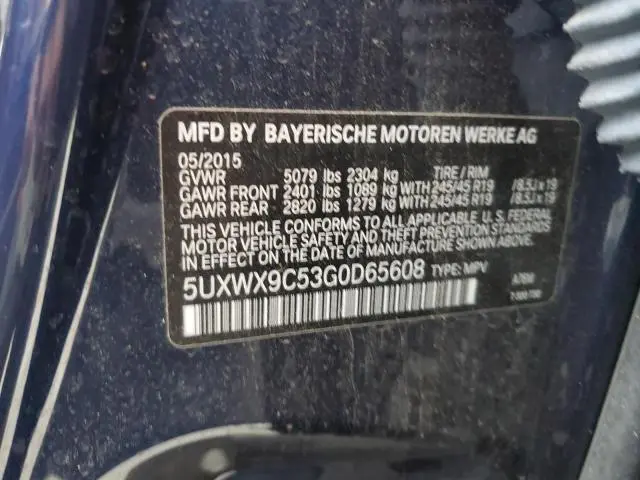 MFD BY BAYERISCHE MOTOREN WERKE AG
05/2015
GVWR 5079 lbs 2304 kg TIRE / RIM
GAWR FRONT 2401 lbs 1089 kg WITH 245/45 R19 / 8.5J x 19
GAWR REAR 2820 lbs 1279 kg WITH 245/45 R19 / 8.5J x 19
THIS VEHICLE CONFORMS TO ALL APPLICABLE U. S. FEDERAL
MOTOR VEHICLE SAFETY AND THEFT PREVENTION STANDARDS
IN EFFECT ON THE DATE OF MANUFACTURE SHOWN ABOVE.
5UXWX9C53G0D65608 TYPE: MPV